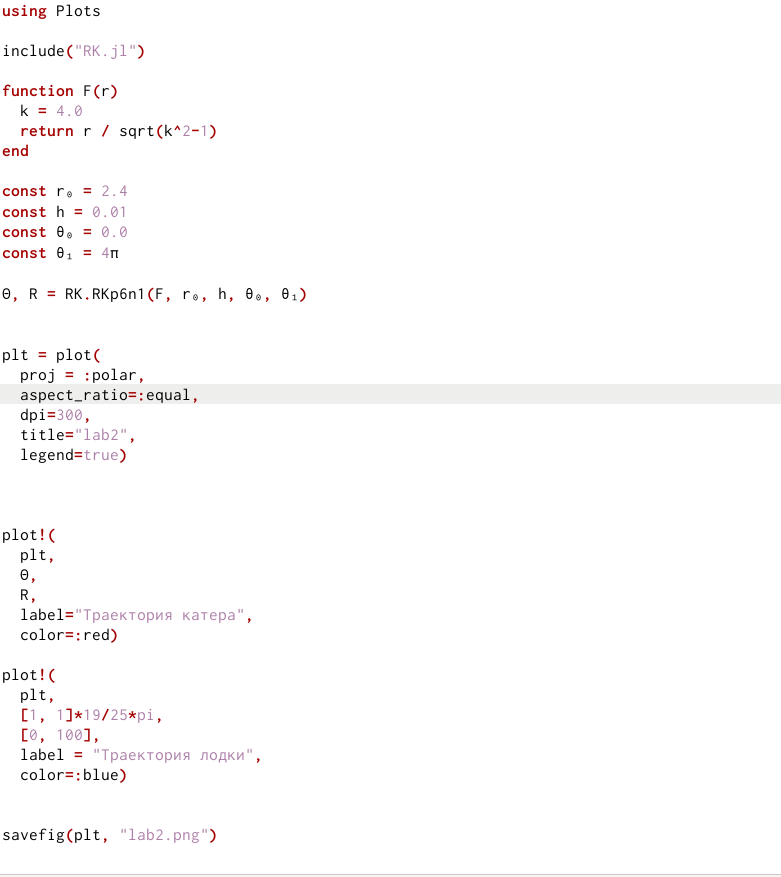 using Plots
include("RK.jl")
function F(r)
  k = 4.0
  return r / sqrt(k^2-1)
end
const r₀ = 2.4
const h = 0.01
const θ₀ = 0.0
const θ₁ = 4π
Θ, R = RK.RKp6n1(F, r₀, h, θ₀, θ₁)
plt = plot(
  proj = :polar,
  aspect_ratio=:equal,
  dpi=300,
  title="lab2",
  legend=true)
plot!(
  plt,
  Θ,
  R,
  label="Траектория катера",
  color=:red)
plot!(
  plt,
  [1, 1]*19/25*pi,
  [0, 100],
  label = "Траектория лодки",
  color=:blue)
savefig(plt, "lab2.png")